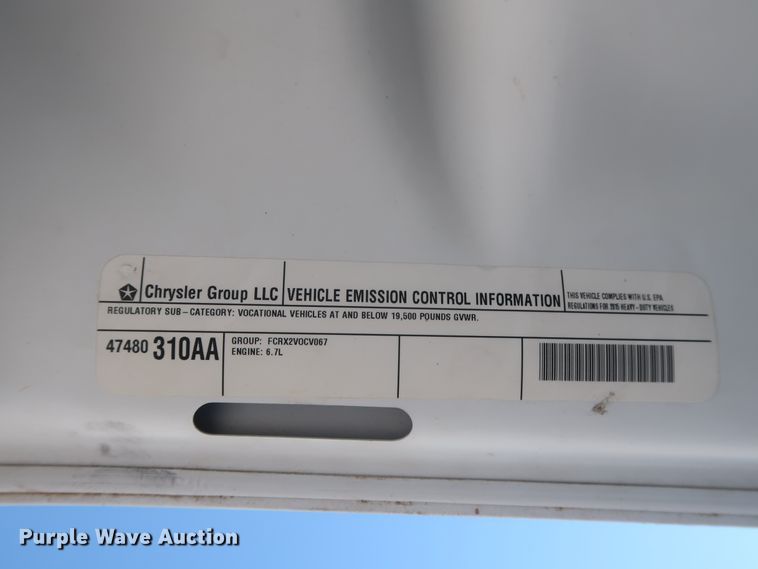 Chrysler Group LLC
VEHICLE EMISSION CONTROL INFORMATION
THIS VEHICLE COMPLIES WITH U.S. EPA
REGULATIONS FOR 2015 HEAVY-DUTY VEHICLES
REGULATORY SUB-CATEGORY: VOCATIONAL VEHICLES AT AND BELOW 19,500 POUNDS GVWR.
47480 310AA
GROUP: FCRX2VOCV067
ENGINE: 6.7L
Purple Wave Auction